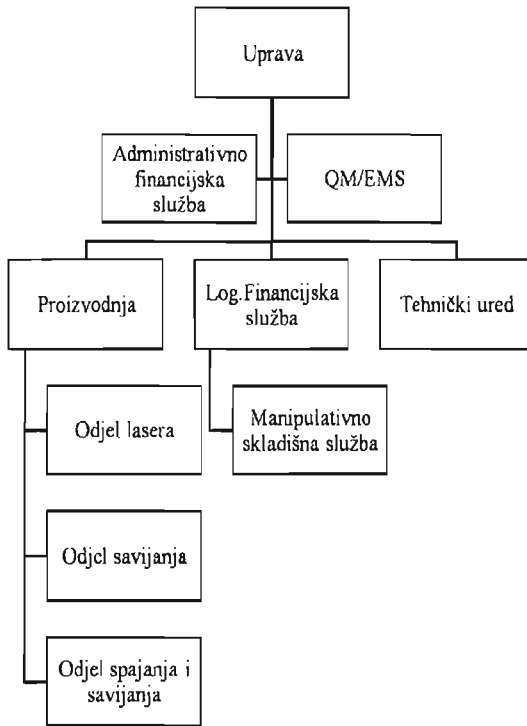 Uprava
Administrativno
financijska
služba
QM/EMS
Proizvodnja
Log.Financijska
služba
Tehnički ured
Odjel lasera
Manipulativno
skladišna služba
Odjel savijanja
Odjel spajanja i
savijanja